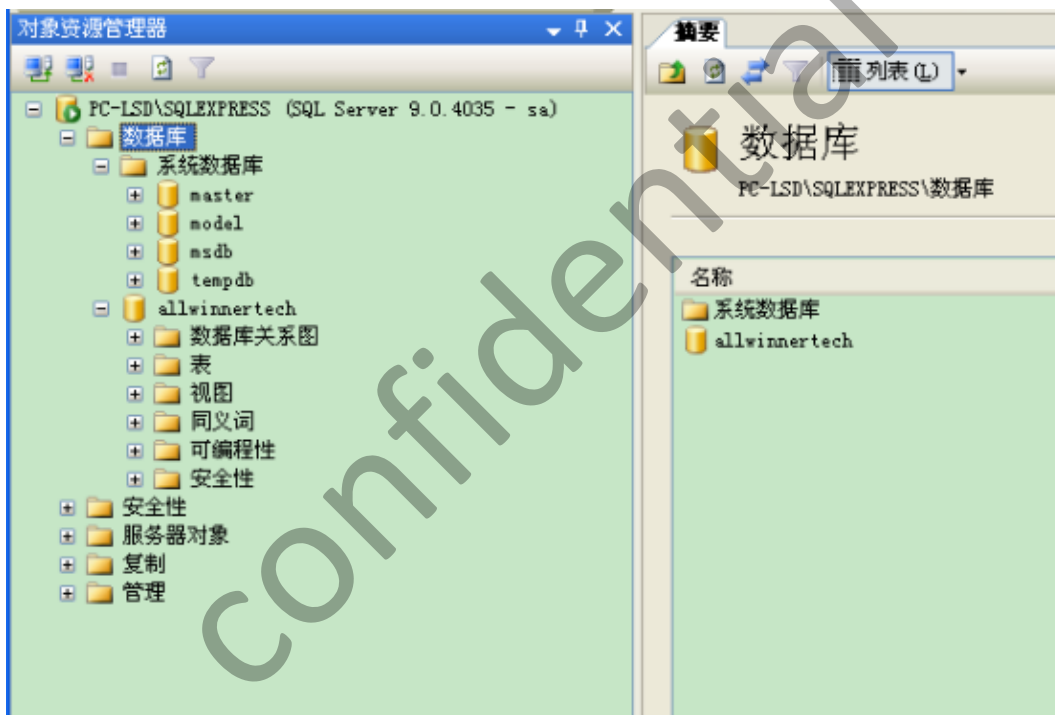 对象资源管理器
PC-LSD\SQLEXPRESS (SQL Server 9.0.4035 - sa)
数据库
系统数据库
master
model
msdb
tempdb
allwinnertech
数据库关系图
表
视图
同义词
可编程性
安全性
安全性
服务器对象
复制
管理
摘要
列表(L)
数据库
PC-LSD\SQLEXPRESS\数据库
名称
系统数据库
allwinnertech
confidential